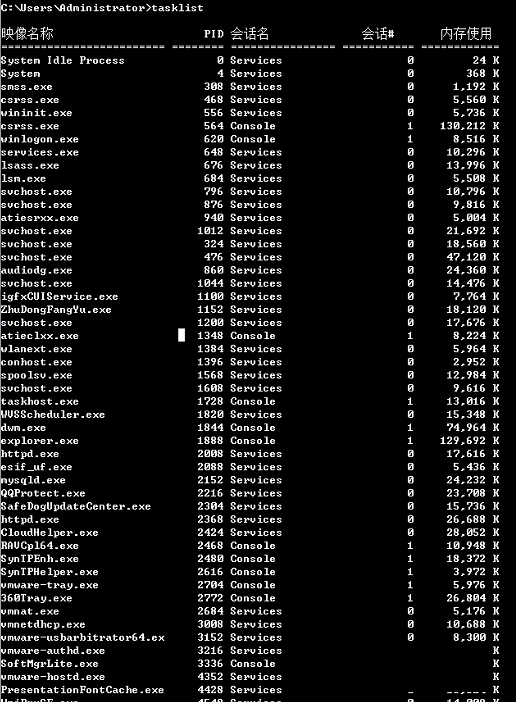 C:\Users\Administrator>tasklist
映像名称 PID 会话名 会话# 内存使用
========================= ======== ================ =========== ============
System Idle Process 0 Services 0 24 K
System 4 Services 0 368 K
smss.exe 308 Services 0 1,192 K
csrss.exe 468 Services 0 5,560 K
wininit.exe 556 Services 0 5,736 K
csrss.exe 564 Console 1 130,212 K
winlogon.exe 620 Console 1 8,516 K
services.exe 648 Services 0 10,296 K
lsass.exe 676 Services 0 13,996 K
lsm.exe 684 Services 0 5,508 K
svchost.exe 796 Services 0 10,796 K
svchost.exe 876 Services 0 9,816 K
atiesrxx.exe 940 Services 0 5,004 K
svchost.exe 1012 Services 0 21,692 K
svchost.exe 324 Services 0 18,560 K
svchost.exe 476 Services 0 47,120 K
audiodg.exe 860 Services 0 24,360 K
svchost.exe 1044 Services 0 14,476 K
igfxCUIService.exe 1100 Services 0 7,764 K
ZhuDongFangYu.exe 1152 Services 0 18,120 K
svchost.exe 1200 Services 0 17,676 K
atieclxx.exe 1348 Console 1 8,224 K
wlanext.exe 1384 Services 0 5,964 K
conhost.exe 1396 Services 0 2,952 K
spoolsv.exe 1568 Services 0 12,984 K
svchost.exe 1608 Services 0 9,616 K
taskhost.exe 1728 Console 1 13,016 K
WVSScheduler.exe 1820 Services 0 15,348 K
dwm.exe 1844 Console 1 74,964 K
explorer.exe 1888 Console 1 129,692 K
httpd.exe 2008 Services 0 17,616 K
esif_uf.exe 2088 Services 0 5,436 K
mysqld.exe 2152 Services 0 24,232 K
QQProtect.exe 2216 Services 0 23,708 K
SafeDogUpdateCenter.exe 2304 Services 0 15,736 K
httpd.exe 2368 Services 0 26,688 K
CloudHelper.exe 2424 Services 0 28,052 K
RAVCpl64.exe 2468 Console 1 10,948 K
SynTPEnh.exe 2480 Console 1 18,372 K
SynTPHelper.exe 2616 Console 1 3,972 K
vmware-tray.exe 2704 Console 1 5,976 K
360Tray.exe 2772 Console 1 26,804 K
vmnat.exe 2684 Services 0 5,176 K
vmnetdhcp.exe 3008 Services 0 10,688 K
vmware-usbarbitrator64.ex 3152 Services 0 8,300 K
vmware-authd.exe 3216 Services K
SoftMgrLite.exe 3336 Console K
vmware-hostd.exe 4352 Services K
PresentationFontCache.exe 4428 Services K